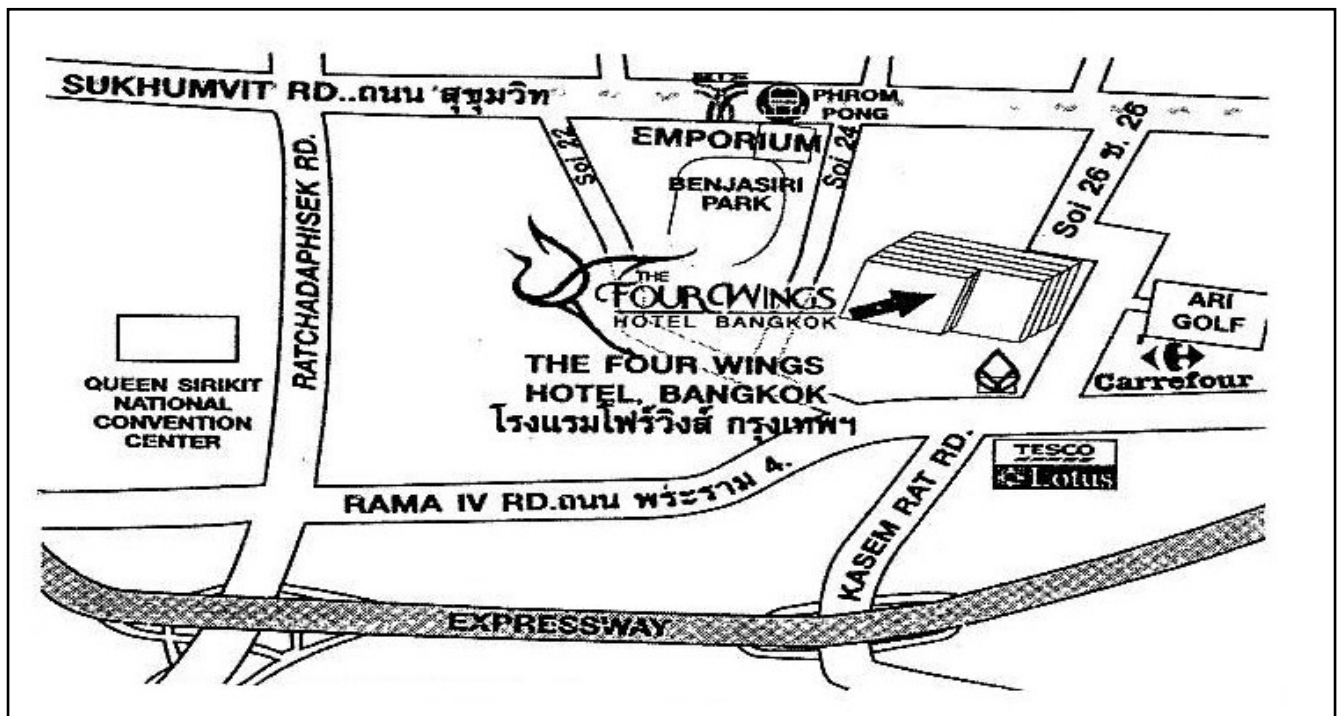 SUKHUMVIT RD..ถนน สุขุมวิท
PHROM
PONG
EMPORIUM
BENJASIRI
PARK
Soi 22
Soi 24
Soi 26 ซ. 26
RATCHADAPHISEK RD.
THE
FOUR WINGS
HOTEL BANGKOK
THE FOUR WINGS
HOTEL, BANGKOK
โรงแรมโฟร์วิงส์ กรุงเทพฯ
ARI
GOLF
Carrefour
QUEEN SIRIKIT
NATIONAL
CONVENTION
CENTER
TESCO
Lotus
RAMA IV RD.ถนน พระราม 4.
KASEM RAT RD.
EXPRESSWAY